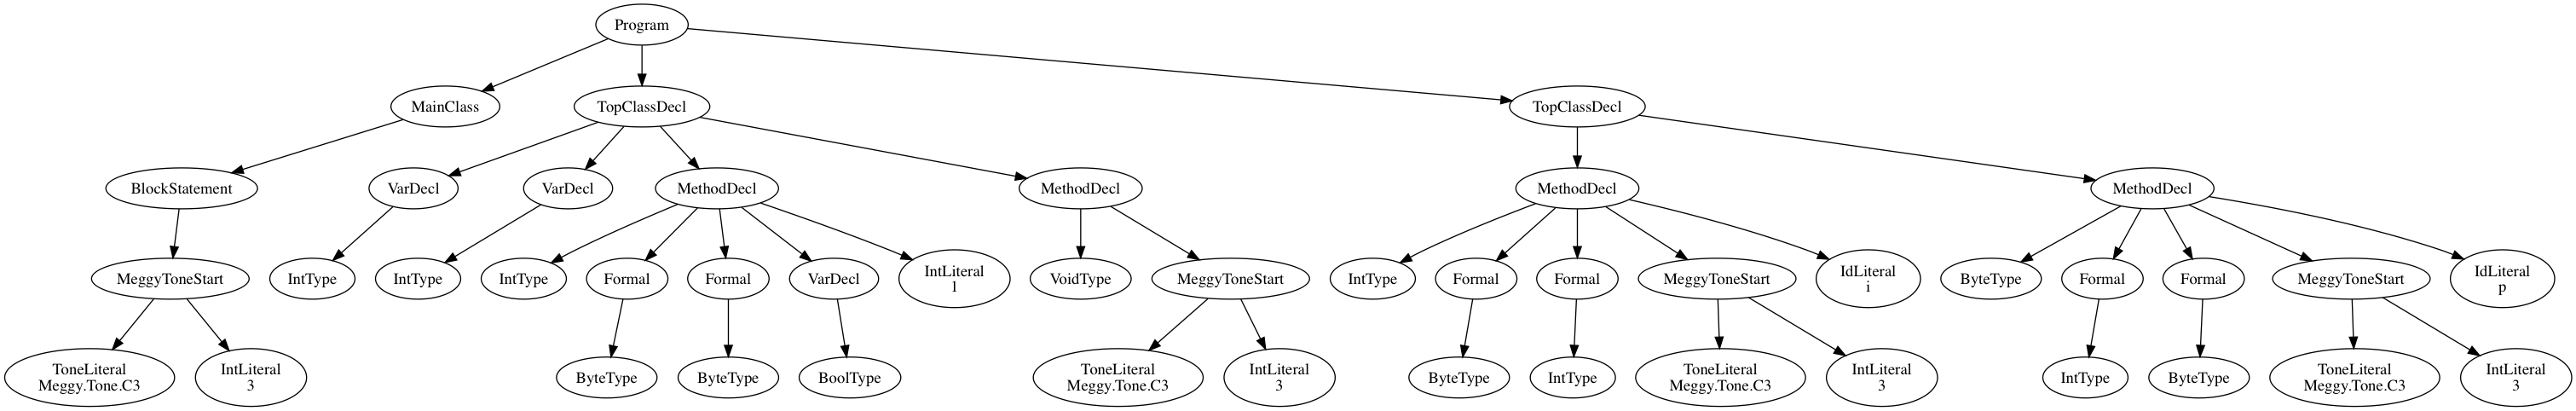 Program
MainClass
TopClassDecl
TopClassDecl
BlockStatement
VarDecl
VarDecl
MethodDecl
MethodDecl
MethodDecl
MethodDecl
MeggyToneStart
IntType
IntType
IntType
Formal
Formal
VarDecl
IntLiteral
1
VoidType
MeggyToneStart
IntType
Formal
Formal
MeggyToneStart
IdLiteral
i
ByteType
Formal
Formal
MeggyToneStart
IdLiteral
p
ToneLiteral
Meggy.Tone.C3
IntLiteral
3
ByteType
ByteType
BoolType
ToneLiteral
Meggy.Tone.C3
IntLiteral
3
ByteType
IntType
ToneLiteral
Meggy.Tone.C3
IntLiteral
3
IntType
ByteType
ToneLiteral
Meggy.Tone.C3
IntLiteral
3